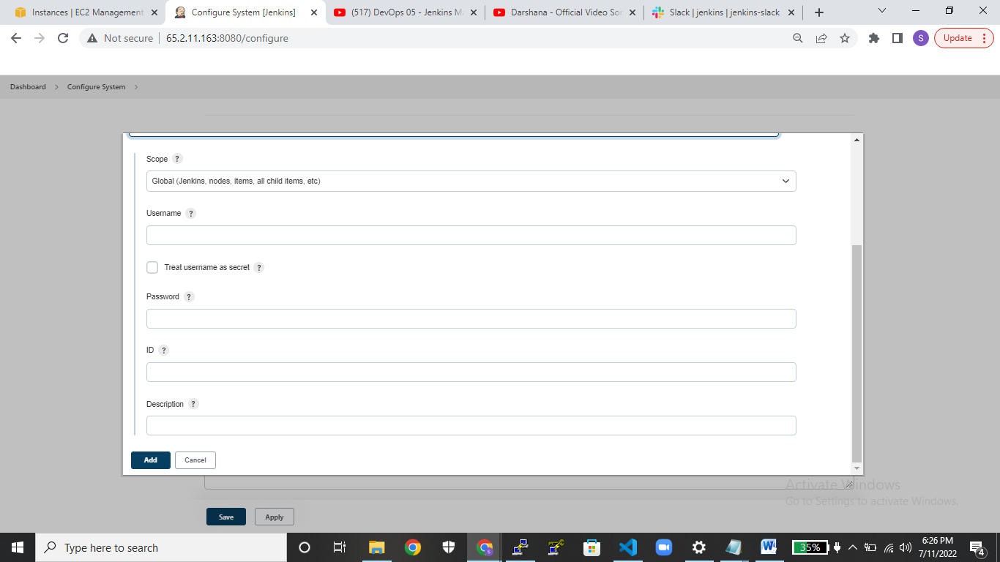 Instances | EC2 Management
Configure System [Jenkins]
(517) DevOps 05 - Jenkins Ma
Darshana - Official Video Son
Slack | jenkins | jenkins-slack
Not secure
65.2.11.163:8080/configure
S
Update
Dashboard
Configure System
Scope ?
Global (Jenkins, nodes, items, all child items, etc)
Username ?
Treat username as secret ?
Password ?
ID ?
Description ?
Add
Cancel
Activate Windows
Go to Settings to activate Windows.
Save
Apply
Type here to search
35%
6:26 PM
7/11/2022
4